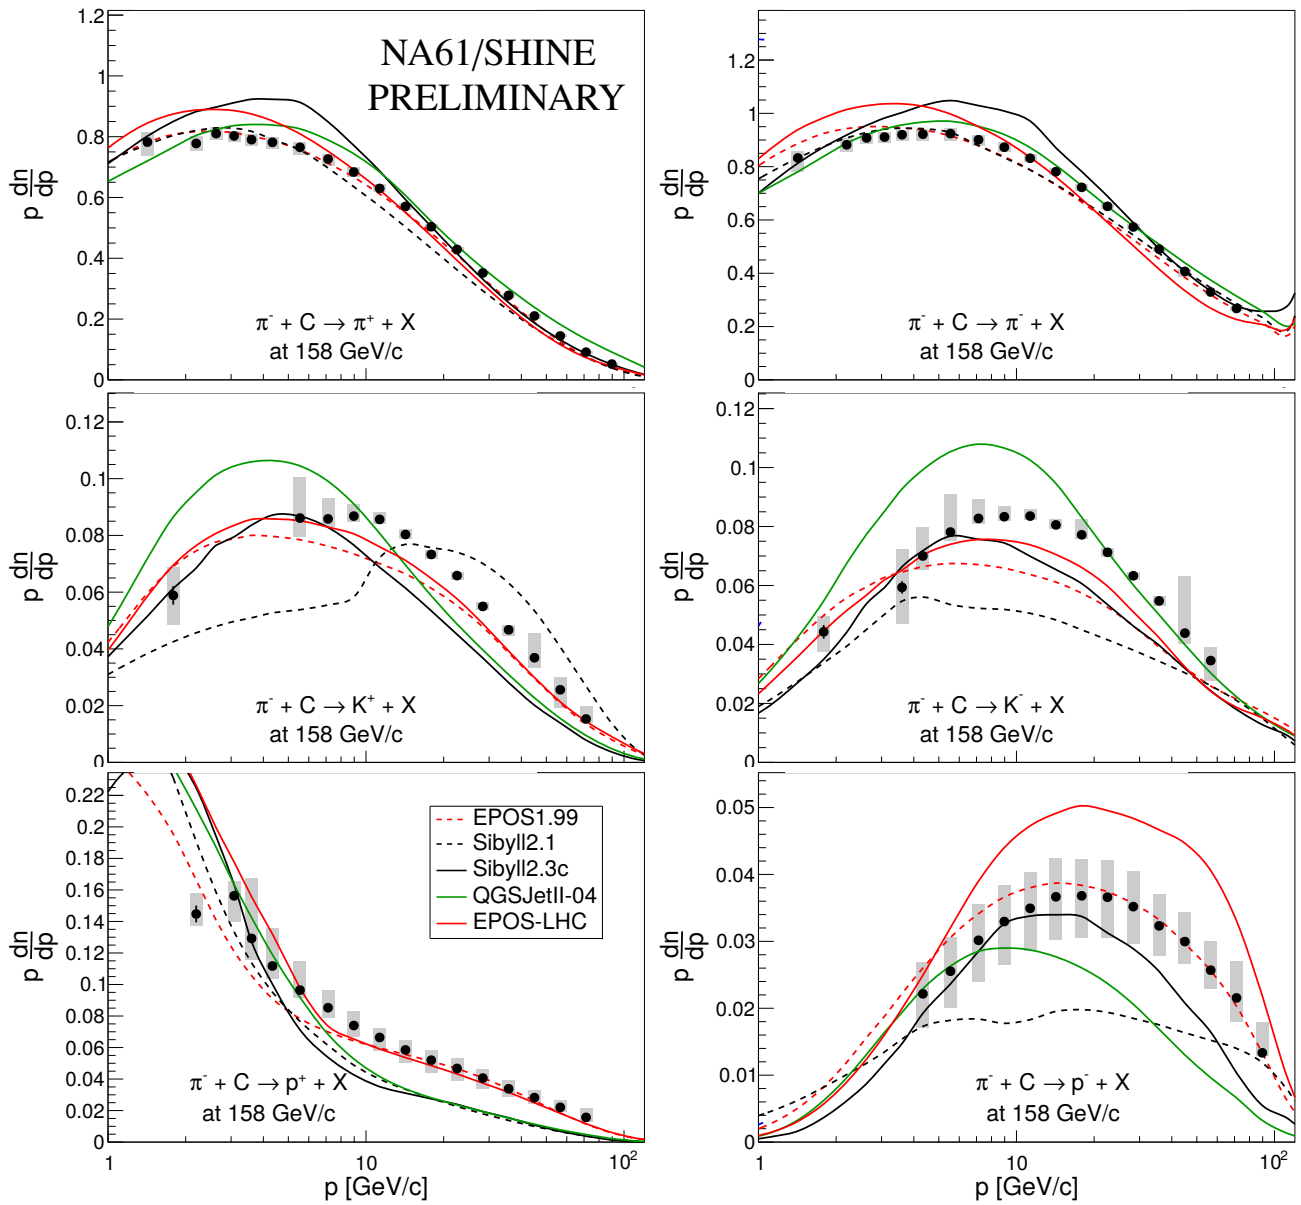 NA61/SHINE
PRELIMINARY
1.2
1
0.8
0.6
0.4
0.2
0
p dn/dp
π⁻ + C → π⁺ + X
at 158 GeV/c
1.2
1
0.8
0.6
0.4
0.2
0
p dn/dp
π⁻ + C → π⁻ + X
at 158 GeV/c
0.12
0.1
0.08
0.06
0.04
0.02
0
p dn/dp
π⁻ + C → K⁺ + X
at 158 GeV/c
0.12
0.1
0.08
0.06
0.04
0.02
0
p dn/dp
π⁻ + C → K⁻ + X
at 158 GeV/c
0.22
0.2
0.18
0.16
0.14
0.12
0.1
0.08
0.06
0.04
0.02
0
p dn/dp
EPOS1.99
Sibyll2.1
Sibyll2.3c
QGSJetII-04
EPOS-LHC
π⁻ + C → p⁺ + X
at 158 GeV/c
1 10 10²
p [GeV/c]
0.05
0.04
0.03
0.02
0.01
0
p dn/dp
π⁻ + C → p⁻ + X
at 158 GeV/c
1 10 10²
p [GeV/c]